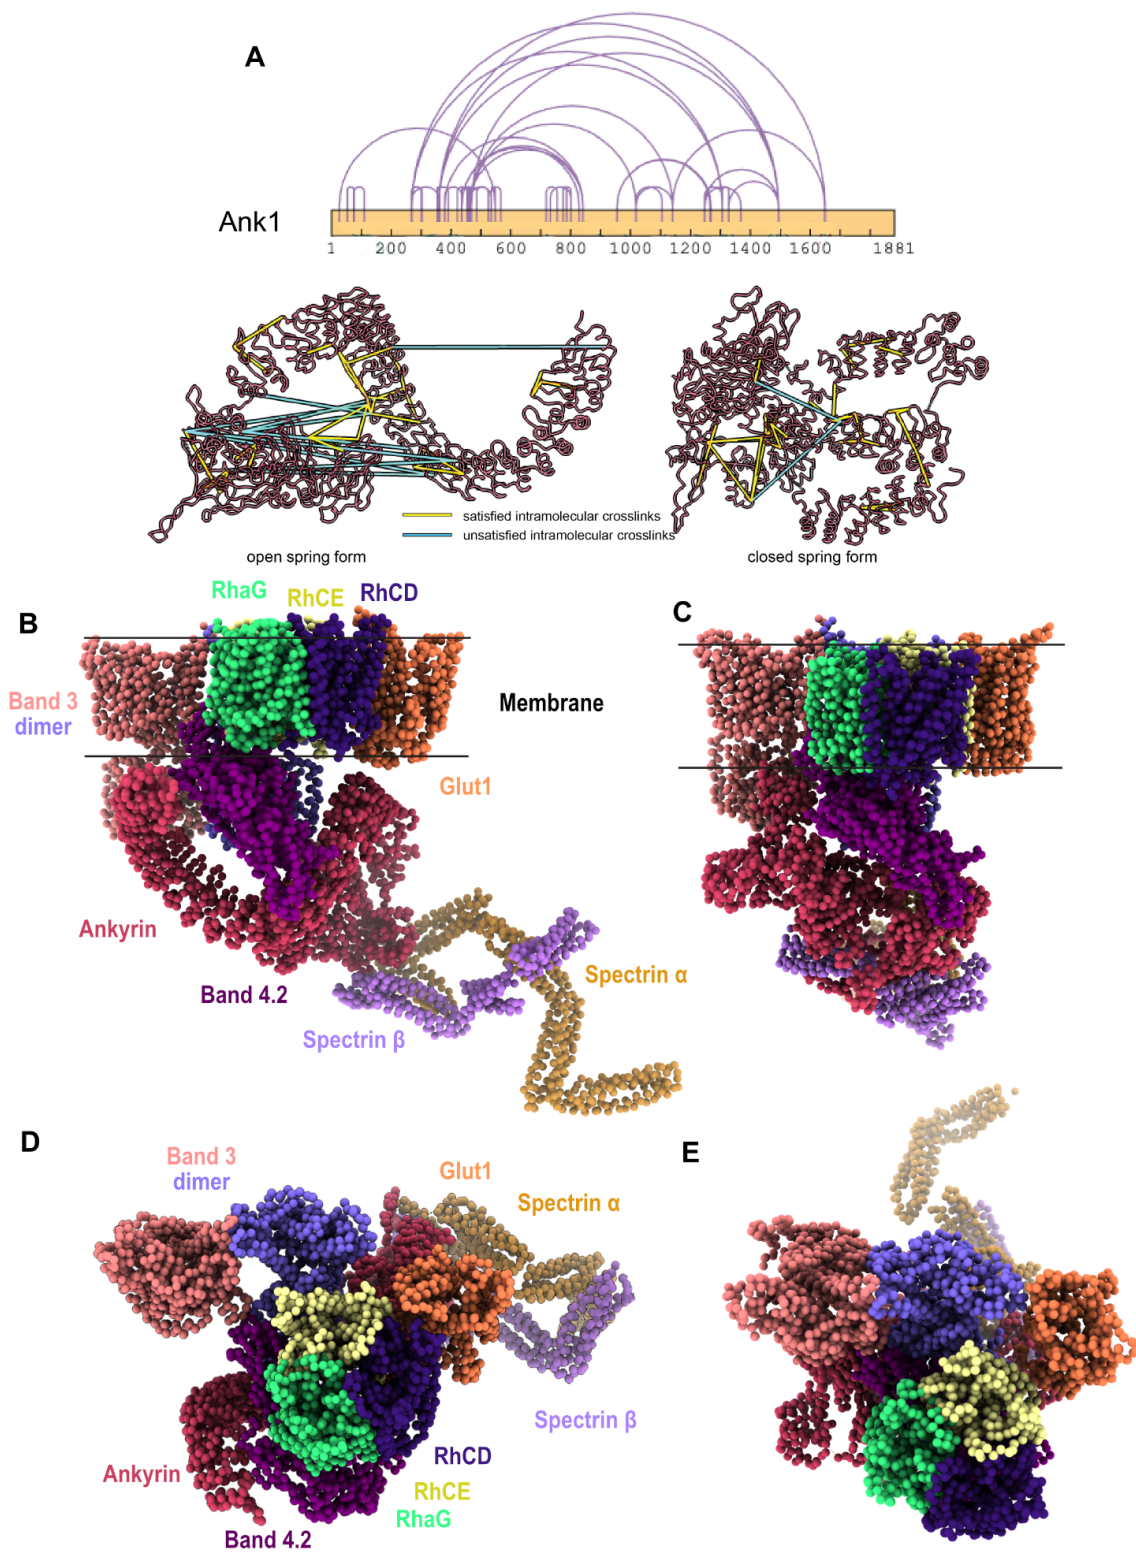 A
Ank1
1 200 400 600 800 1000 1200 1400 1600 1881
satisfied intramolecular crosslinks
unsatisfied intramolecular crosslinks
open spring form
closed spring form
B
RhaG
RhCE
RhCD
C
Band 3
dimer
Membrane
Glut1
Ankyrin
Band 4.2
Spectrin α
Spectrin β
D
Band 3
dimer
Glut1
Spectrin α
E
Spectrin β
RhCD
Ankyrin
RhCE
RhaG
Band 4.2